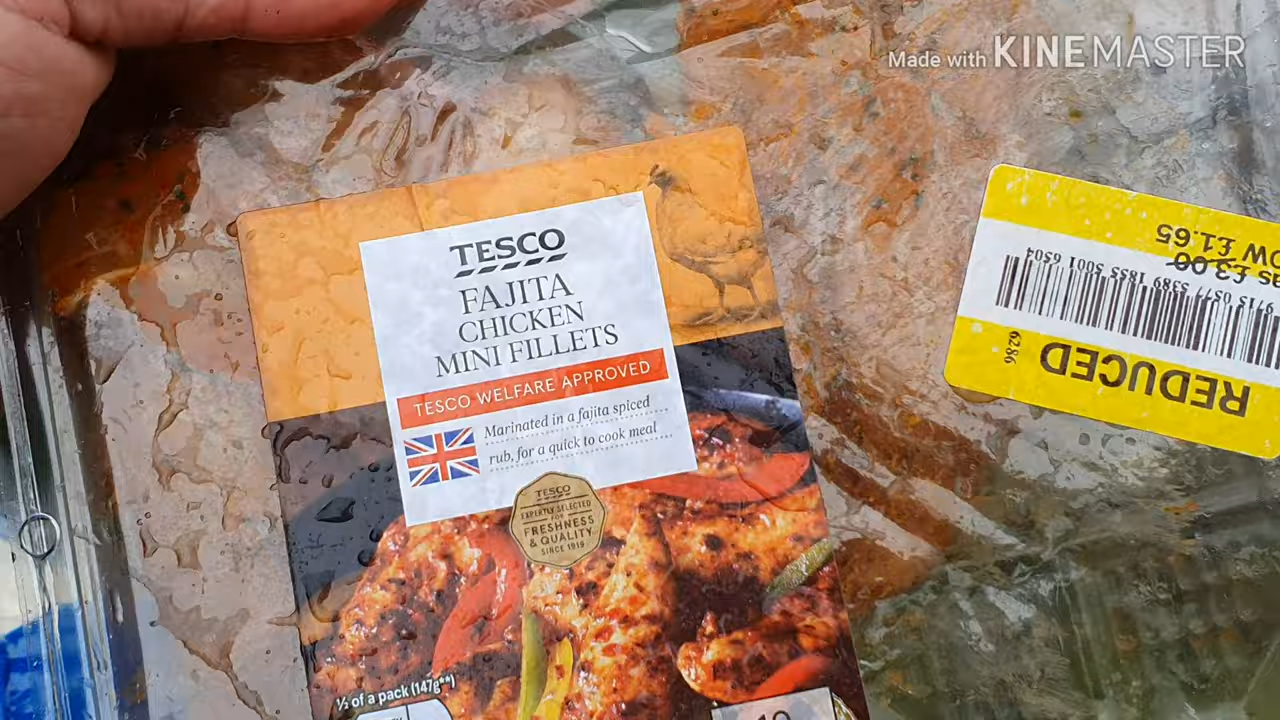 Made with KINEMASTER
TESCO
FAJITA
CHICKEN
MINI FILLETS
TESCO WELFARE APPROVED
Marinated in a fajita spiced
rub, for a quick to cook meal
TESCO
EXPERTLY SELECTED
FOR
FRESHNESS
& QUALITY
SINCE 1919
½ of a pack (147g**)
REDUCED
6286
£3.00
£1.65